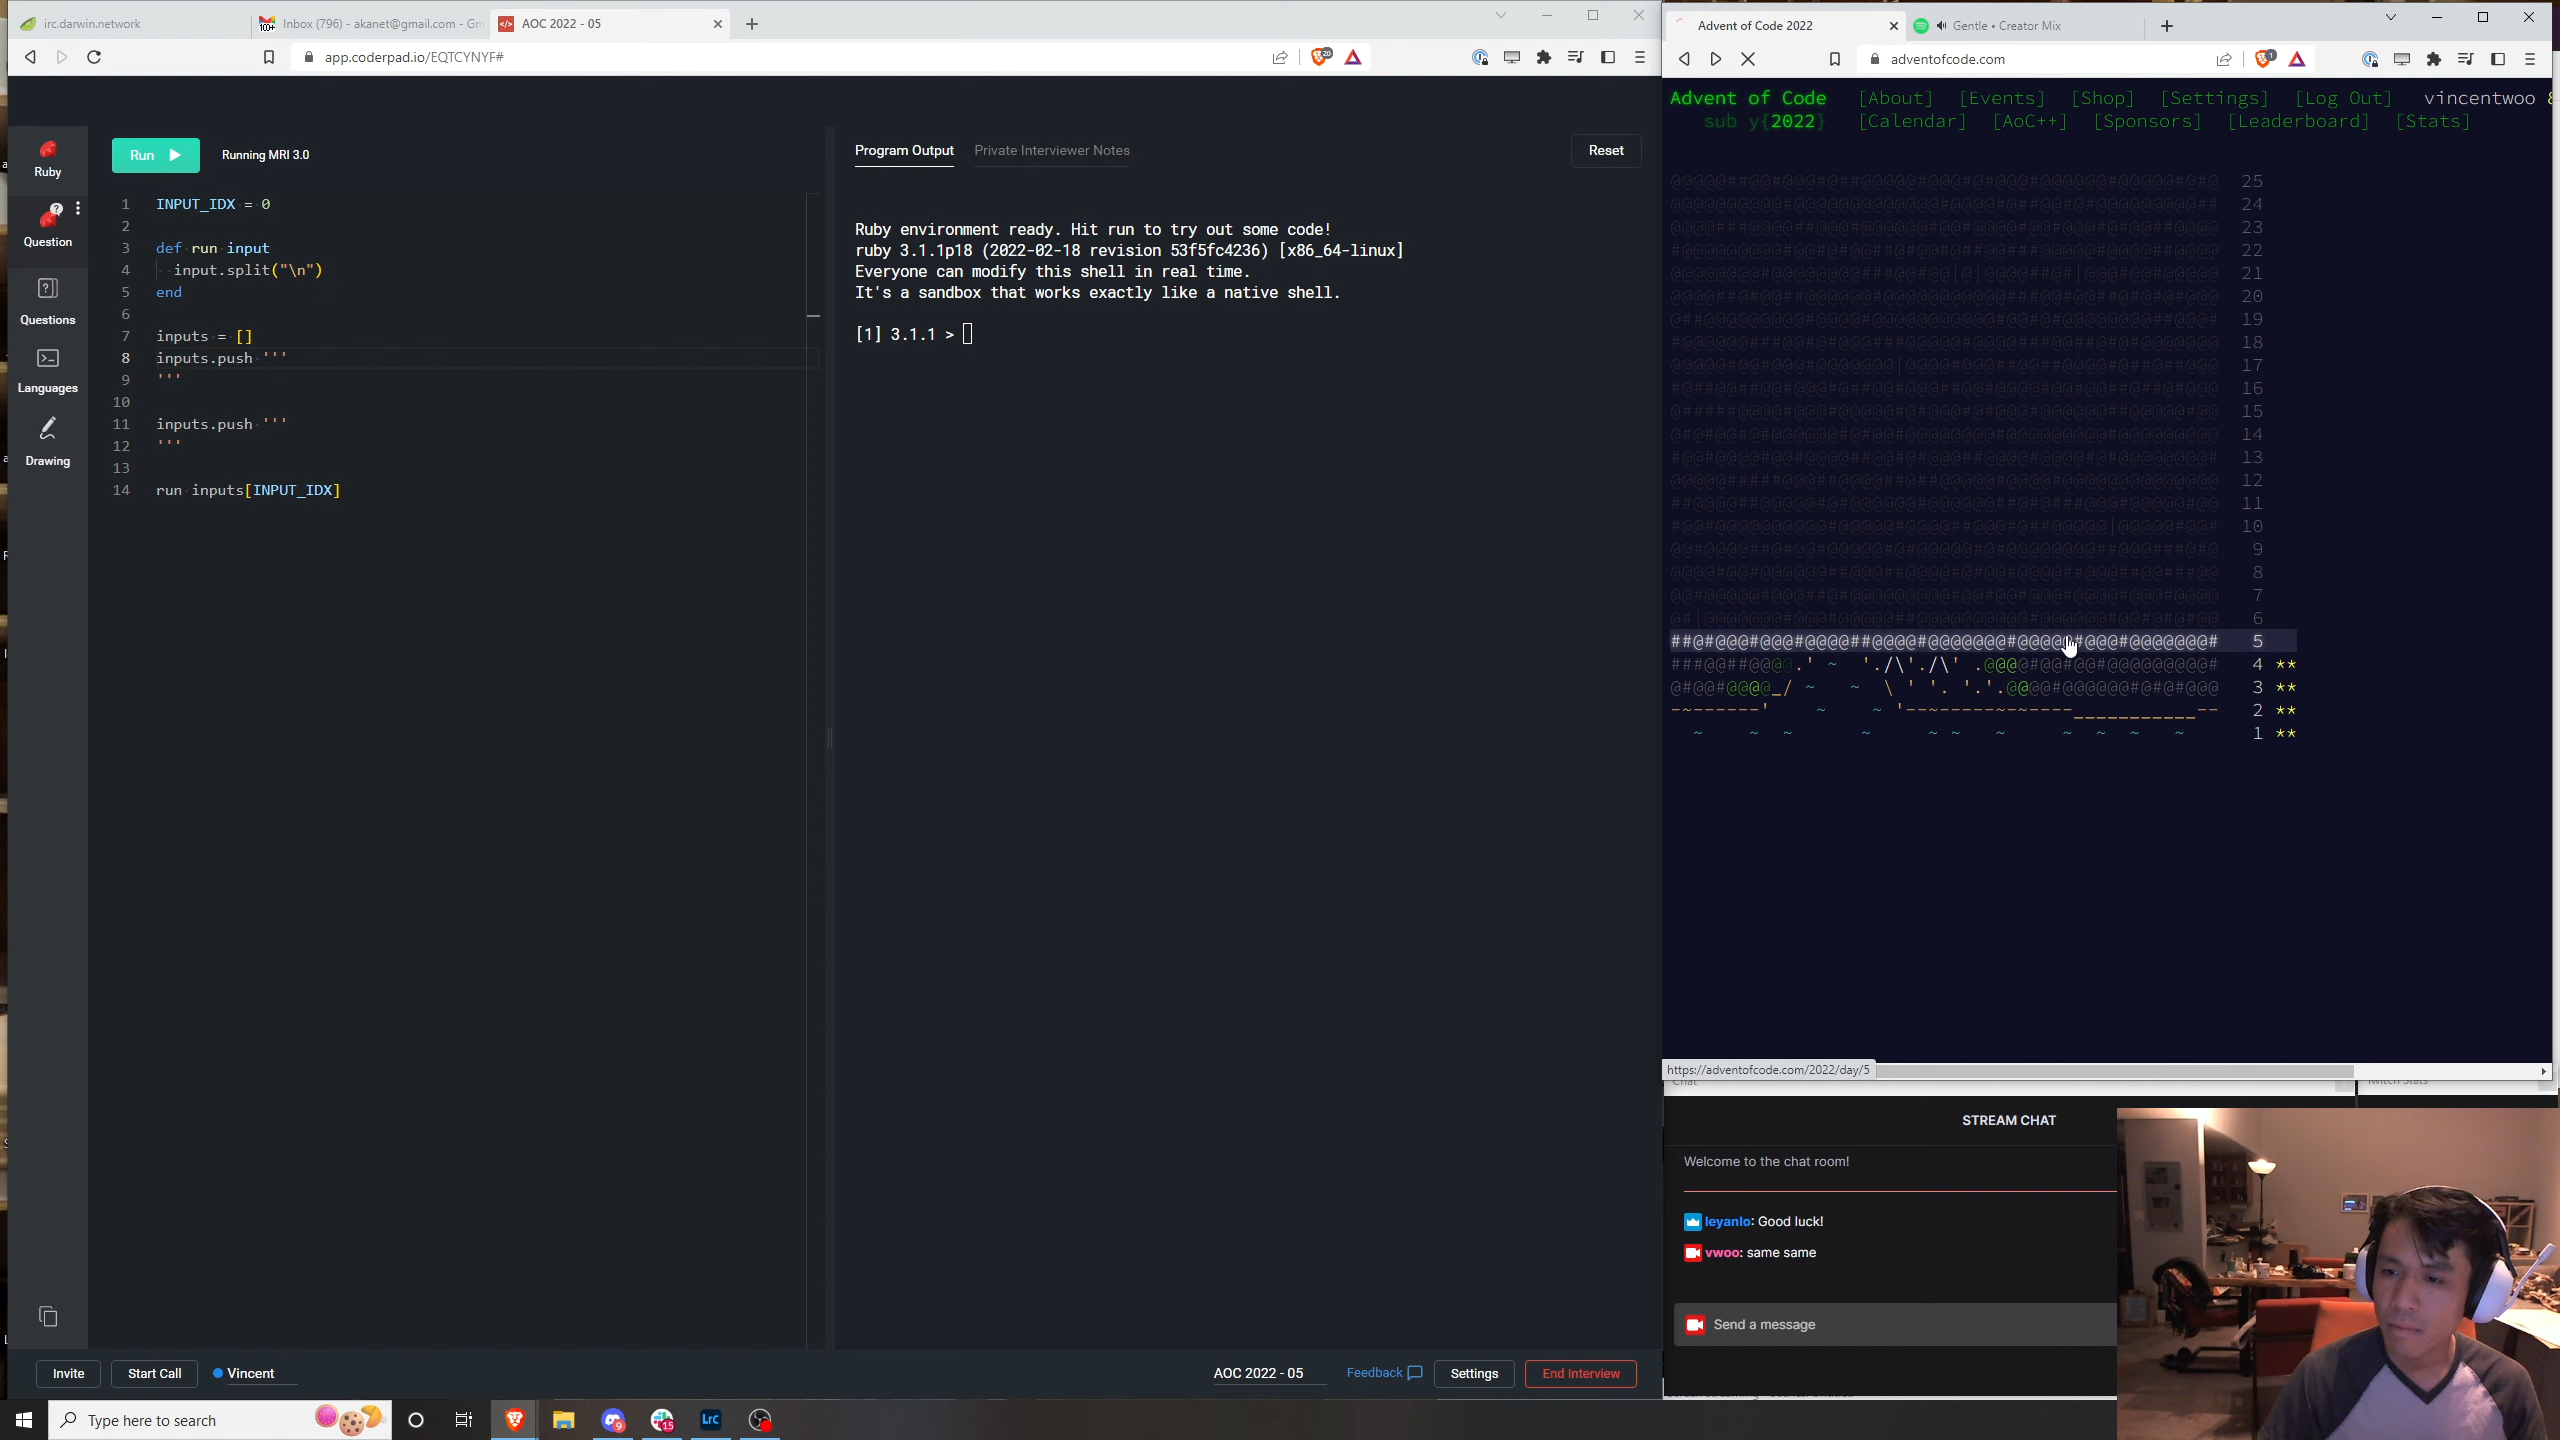 irc.darwin.network
Inbox (796) - akanet@gmail.com - Gm
AOC 2022 - 05
app.coderpad.io/EQTCYNYF#
Ruby
Question
Questions
Languages
Drawing
Run
Running MRI 3.0
1 INPUT_IDX = 0
2
3 def run input
4 input.split("\n")
5 end
6
7 inputs = []
8 inputs.push '''
9 '''
10
11 inputs.push '''
12 '''
13
14 run inputs[INPUT_IDX]
Program Output
Private Interviewer Notes
Reset
Ruby environment ready. Hit run to try out some code!
ruby 3.1.1p18 (2022-02-18 revision 53f5fc4236) [x86_64-linux]
Everyone can modify this shell in real time.
It's a sandbox that works exactly like a native shell.
[1] 3.1.1 >
Invite
Start Call
Vincent
AOC 2022 - 05
Feedback
Settings
End Interview
Advent of Code 2022
Gentle • Creator Mix
adventofcode.com
Advent of Code [About] [Events] [Shop] [Settings] [Log Out] vincentwoo
sub y{2022} [Calendar] [AoC++] [Sponsors] [Leaderboard] [Stats]
25
24
23
22
21
20
19
18
17
16
15
14
13
12
11
10
9
8
7
6
5
4 **
3 **
2 **
1 **
https://adventofcode.com/2022/day/5
Chat
Twitch Stats
STREAM CHAT
Welcome to the chat room!
leyanlo: Good luck!
vwoo: same same
Send a message
Type here to search
9
15
Lrc